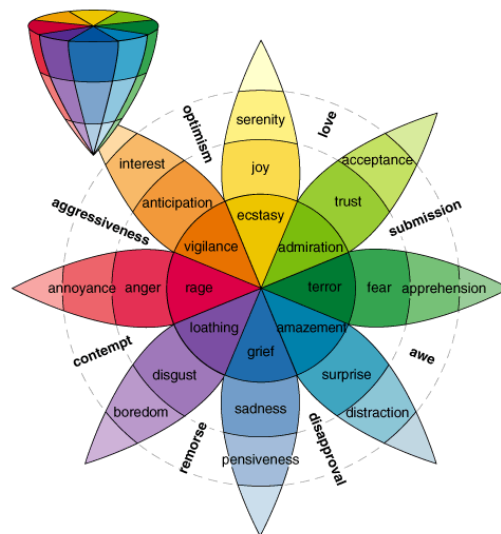 serenity
optimism
love
interest
joy
acceptance
anticipation
trust
aggressiveness
ecstasy
submission
vigilance
admiration
annoyance
anger
rage
terror
fear
apprehension
loathing
amazement
contempt
grief
awe
disgust
surprise
boredom
sadness
distraction
remorse
disapproval
pensiveness